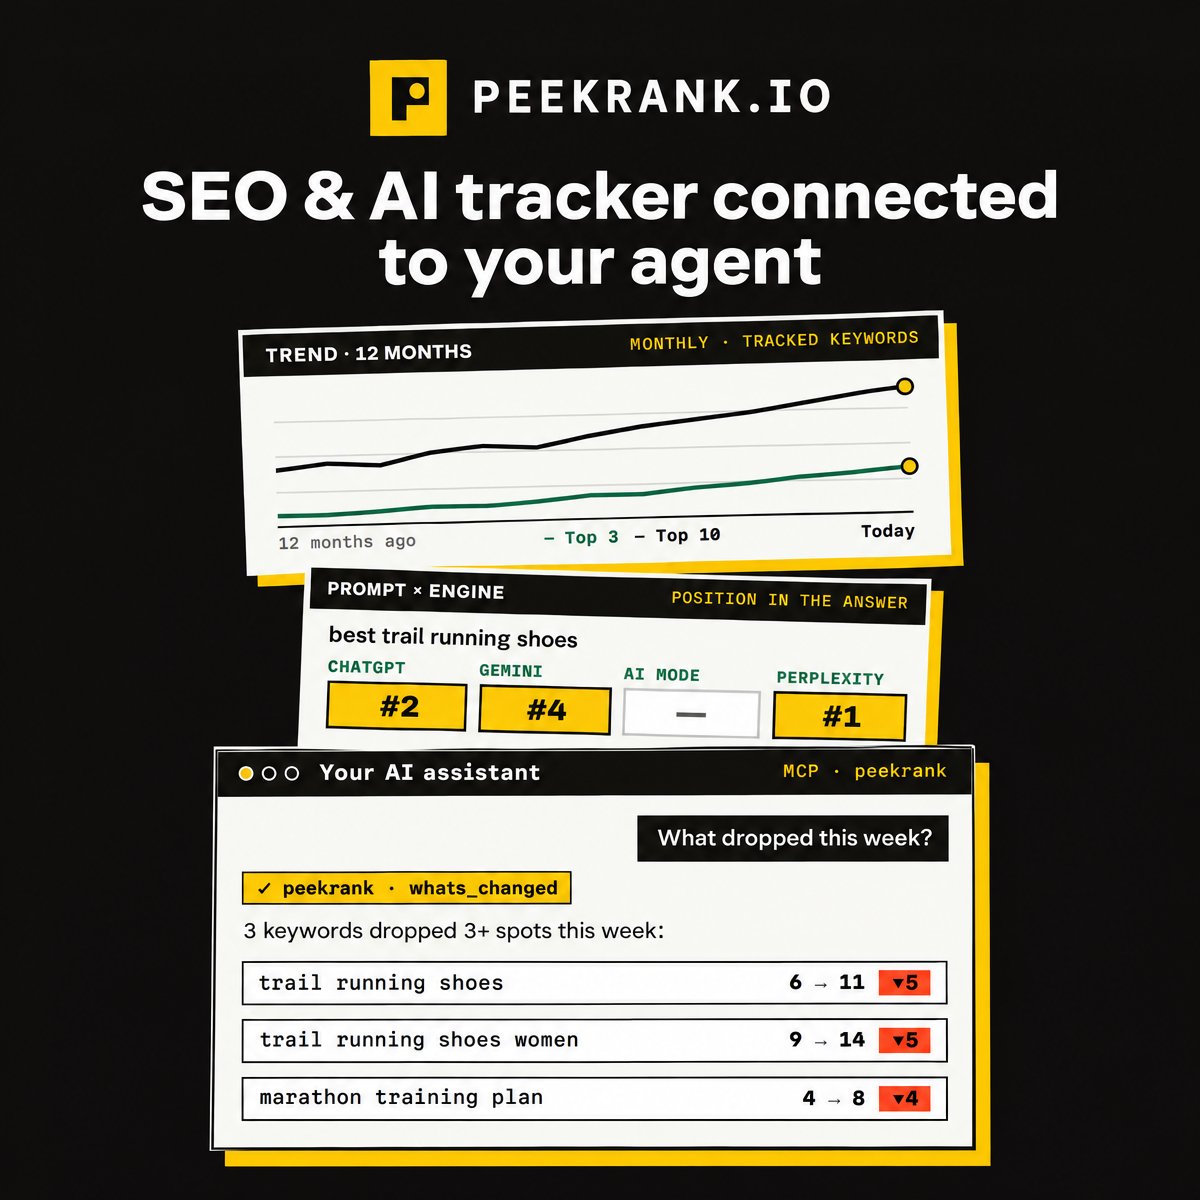 PEEKRANK.IO
SEO & AI tracker connected
to your agent
TREND · 12 MONTHS
MONTHLY · TRACKED KEYWORDS
12 months ago
– Top 3 – Top 10
Today
PROMPT × ENGINE
POSITION IN THE ANSWER
best trail running shoes
CHATGPT GEMINI AI MODE PERPLEXITY
#2 #4 — #1
Your AI assistant
MCP · peekrank
What dropped this week?
✓ peekrank · whats_changed
3 keywords dropped 3+ spots this week:
trail running shoes 6 → 11 ▼5
trail running shoes women 9 → 14 ▼5
marathon training plan 4 → 8 ▼4